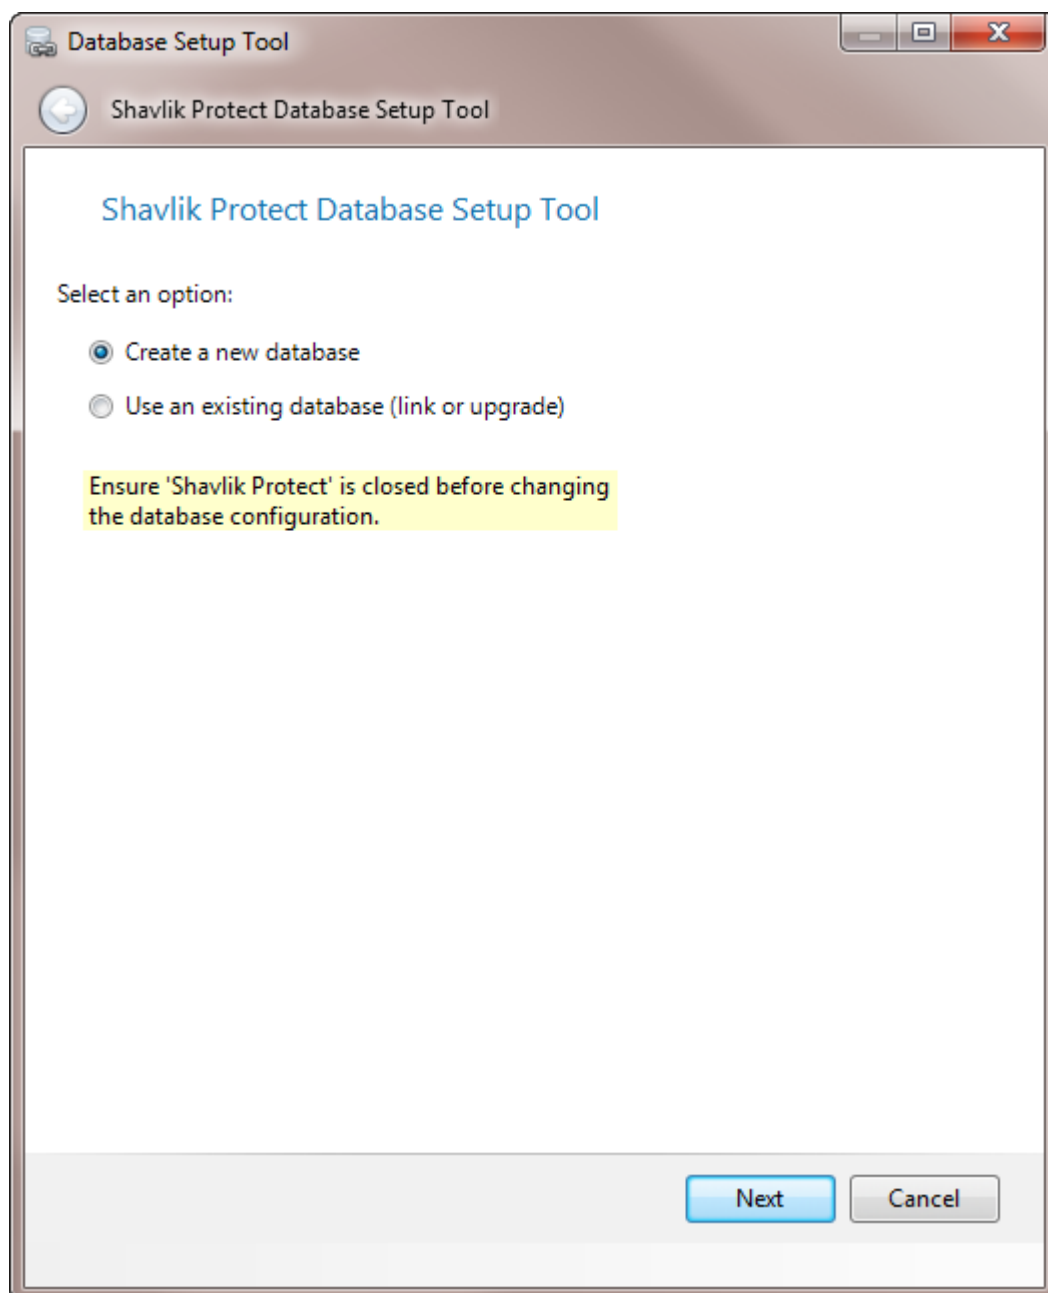 Database Setup Tool
Shavlik Protect Database Setup Tool
Shavlik Protect Database Setup Tool
Select an option:
Create a new database
Use an existing database (link or upgrade)
Ensure 'Shavlik Protect' is closed before changing
the database configuration.
Next Cancel